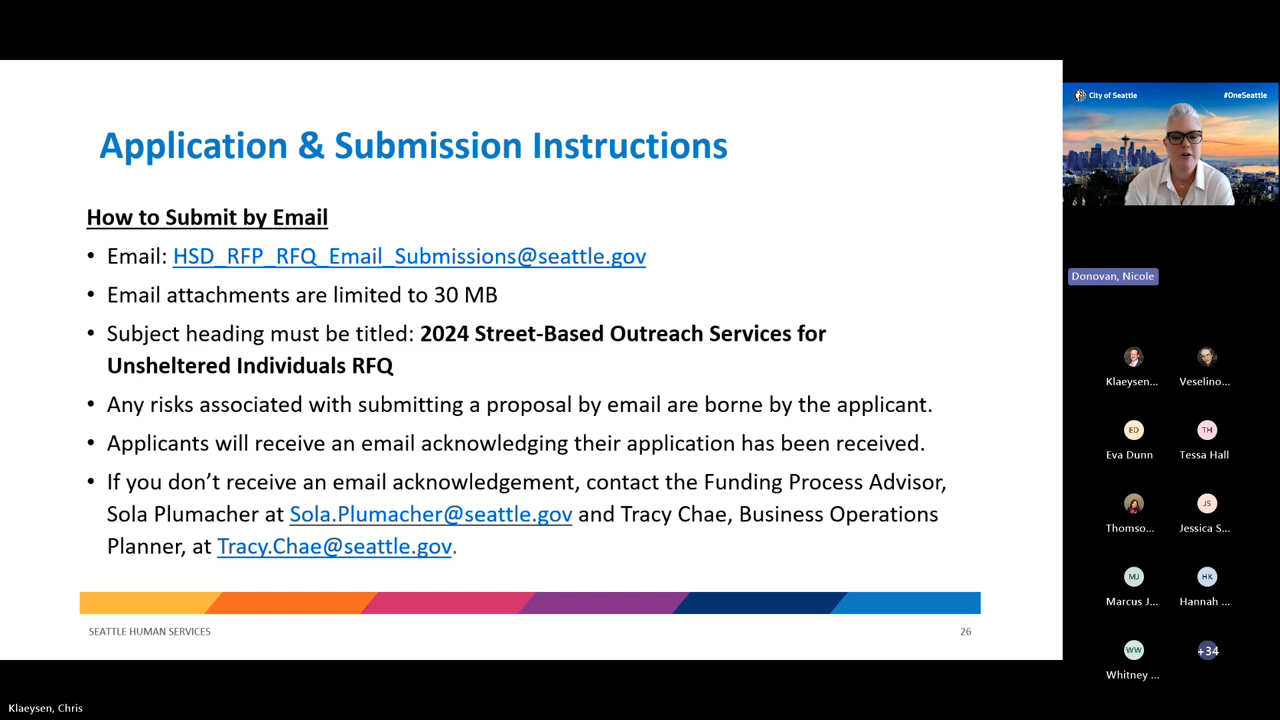 Application & Submission Instructions
How to Submit by Email
• Email: HSD_RFP_RFQ_Email_Submissions@seattle.gov
• Email attachments are limited to 30 MB
• Subject heading must be titled: 2024 Street-Based Outreach Services for
Unsheltered Individuals RFQ
• Any risks associated with submitting a proposal by email are borne by the applicant.
• Applicants will receive an email acknowledging their application has been received.
• If you don’t receive an email acknowledgement, contact the Funding Process Advisor,
Sola Plumacher at Sola.Plumacher@seattle.gov and Tracy Chae, Business Operations
Planner, at Tracy.Chae@seattle.gov.
SEATTLE HUMAN SERVICES
26
City of Seattle
#OneSeattle
Donovan, Nicole
Klaeysen...
Veselino...
ED
TH
Eva Dunn
Tessa Hall
JS
Thomso...
Jessica S...
MJ
HK
Marcus J...
Hannah ...
WW
+34
Whitney ...
Klaeysen, Chris